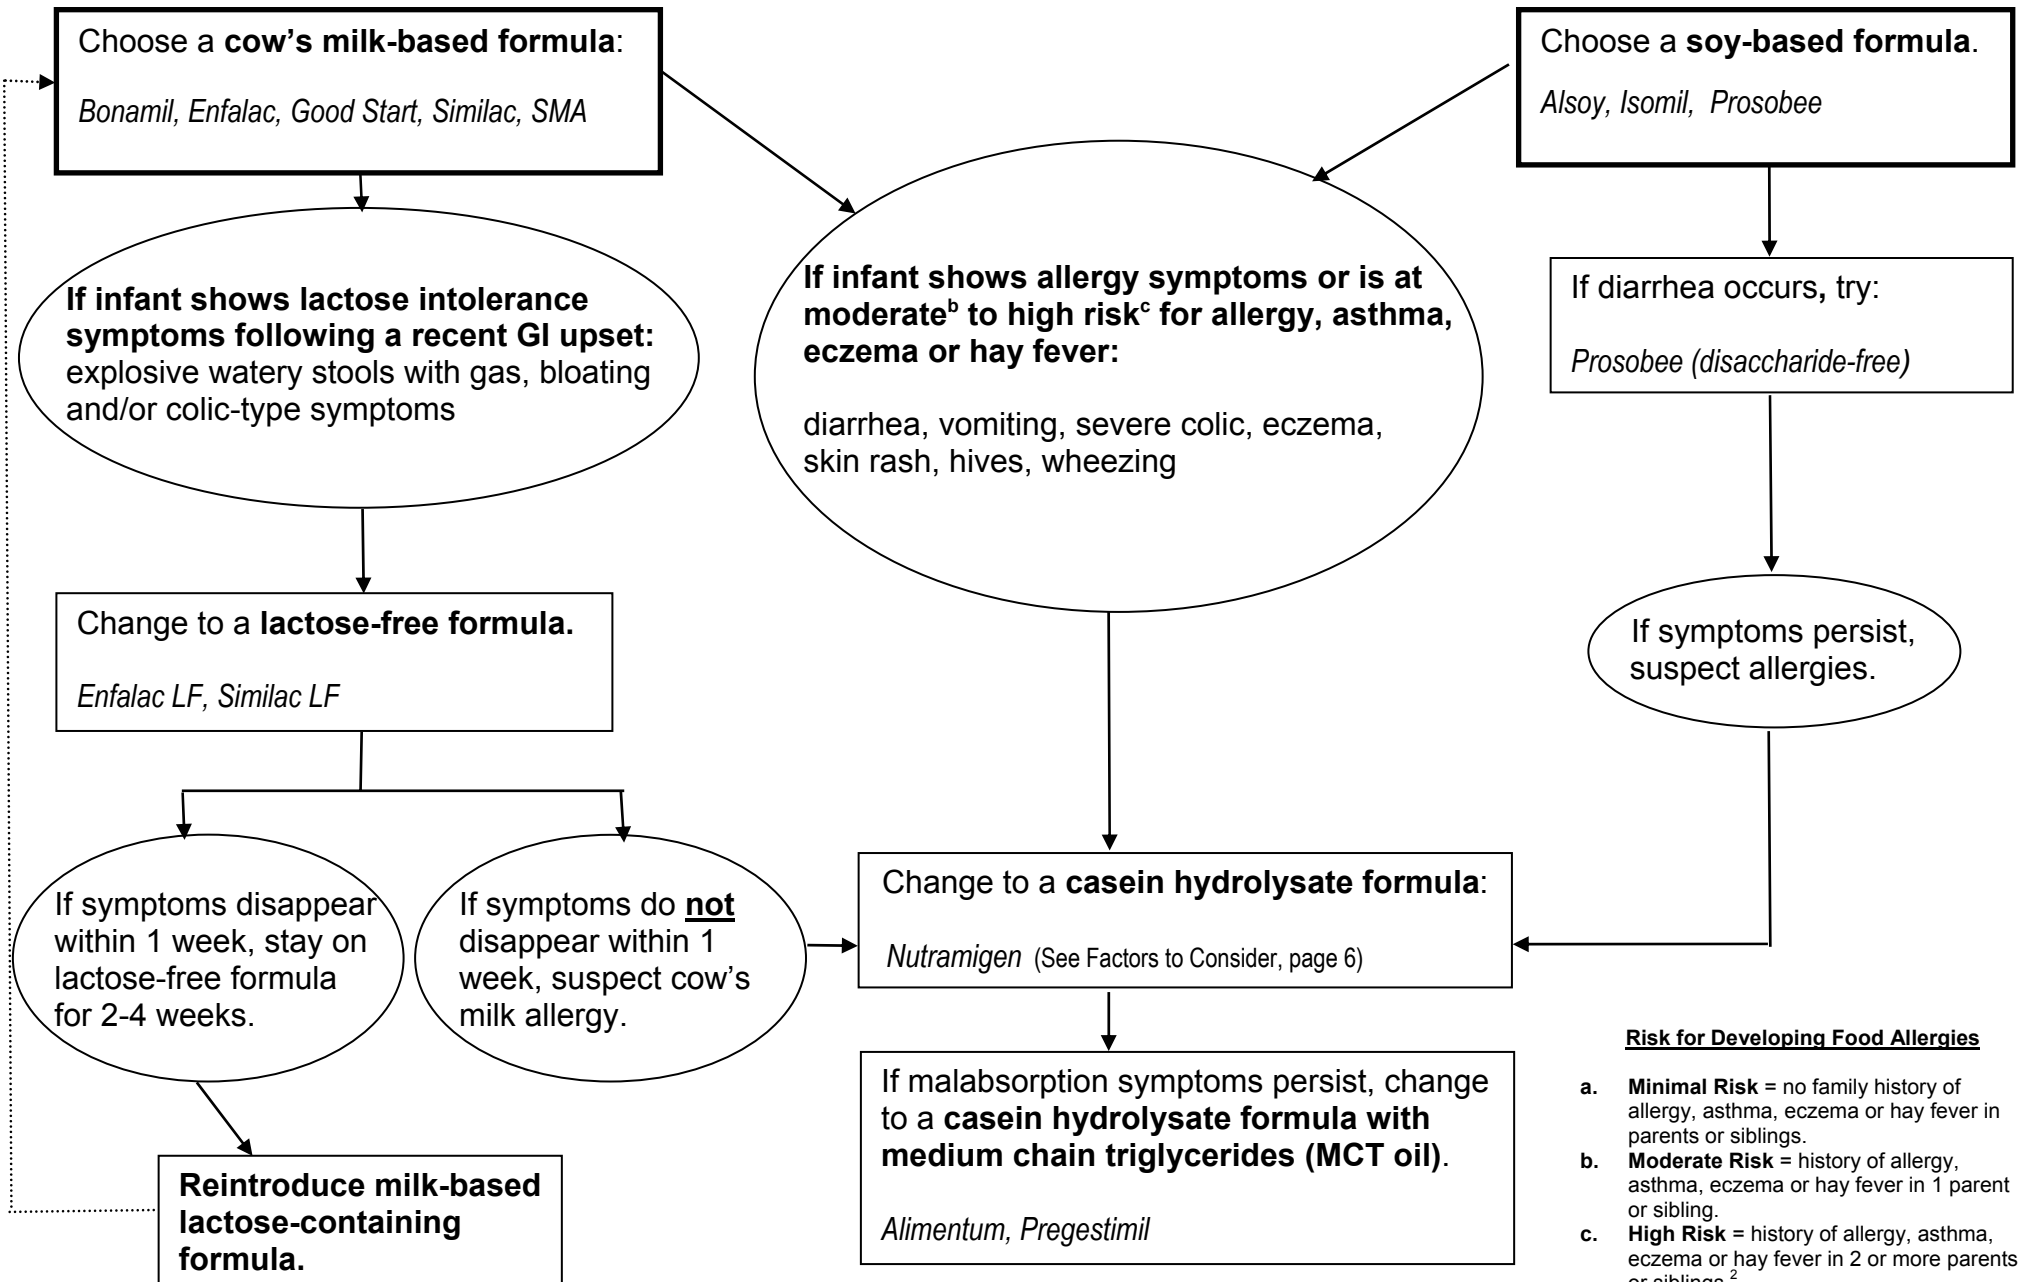 Choose a cow’s milk-based formula:
Bonamil, Enfalac, Good Start, Similac, SMA
Choose a soy-based formula.
Alsoy, Isomil, Prosobee
If infant shows lactose intolerance
symptoms following a recent GI upset:
explosive watery stools with gas, bloating
and/or colic-type symptoms
If infant shows allergy symptoms or is at
moderateᵇ to high riskᶜ for allergy, asthma,
eczema or hay fever:
diarrhea, vomiting, severe colic, eczema,
skin rash, hives, wheezing
If diarrhea occurs, try:
Prosobee (disaccharide-free)
Change to a lactose-free formula.
Enfalac LF, Similac LF
If symptoms persist,
suspect allergies.
If symptoms disappear
within 1 week, stay on
lactose-free formula
for 2-4 weeks.
If symptoms do not
disappear within 1
week, suspect cow’s
milk allergy.
Change to a casein hydrolysate formula:
Nutramigen (See Factors to Consider, page 6)
If malabsorption symptoms persist, change
to a casein hydrolysate formula with
medium chain triglycerides (MCT oil).
Alimentum, Pregestimil
Reintroduce milk-based
lactose-containing
formula.
Risk for Developing Food Allergies
a. Minimal Risk = no family history of
allergy, asthma, eczema or hay fever in
parents or siblings.
b. Moderate Risk = history of allergy,
asthma, eczema or hay fever in 1 parent
or sibling.
c. High Risk = history of allergy, asthma,
eczema or hay fever in 2 or more parents
or siblings.²